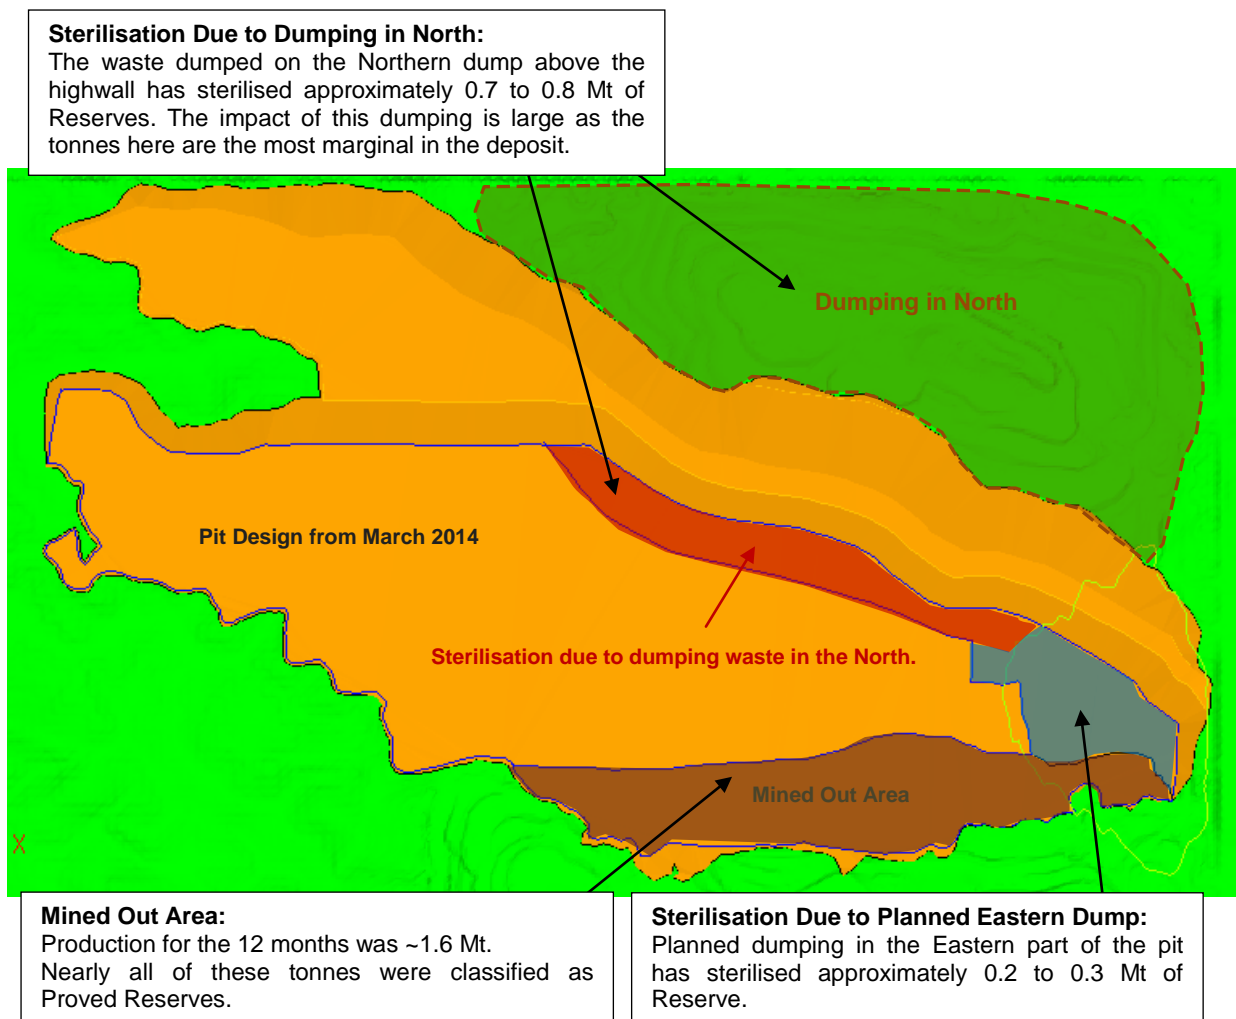 Sterilisation Due to Dumping in North:
The waste dumped on the Northern dump above the
highwall has sterilised approximately 0.7 to 0.8 Mt of
Reserves. The impact of this dumping is large as the
tonnes here are the most marginal in the deposit.
Dumping in North
Pit Design from March 2014
Sterilisation due to dumping waste in the North.
Mined Out Area
X
Mined Out Area:
Production for the 12 months was ~1.6 Mt.
Nearly all of these tonnes were classified as
Proved Reserves.
Sterilisation Due to Planned Eastern Dump:
Planned dumping in the Eastern part of the pit
has sterilised approximately 0.2 to 0.3 Mt of
Reserve.